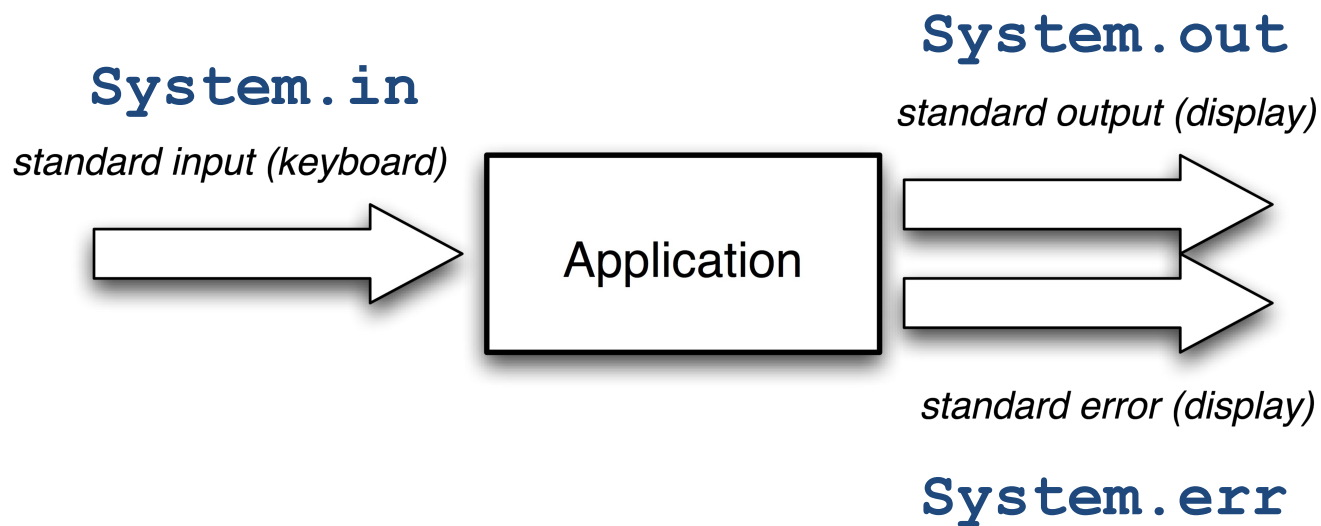 System.in
standard input (keyboard)
Application
System.out
standard output (display)
standard error (display)
System.err